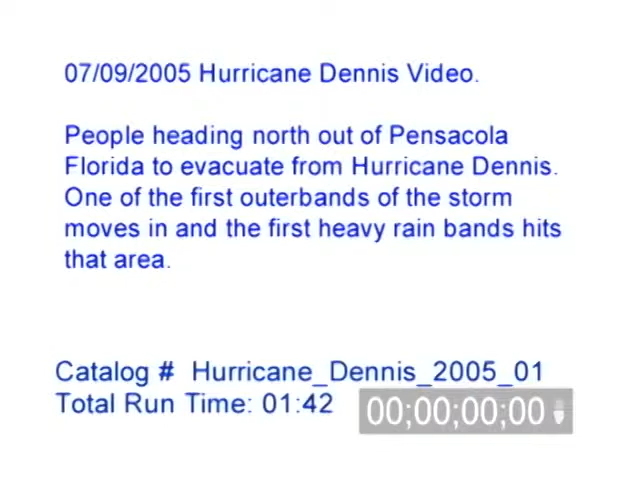 07/09/2005 Hurricane Dennis Video.
People heading north out of Pensacola
Florida to evacuate from Hurricane Dennis.
One of the first outerbands of the storm
moves in and the first heavy rain bands hits
that area.
Catalog #  Hurricane_Dennis_2005_01
Total Run Time: 01:42
00;00;00;00